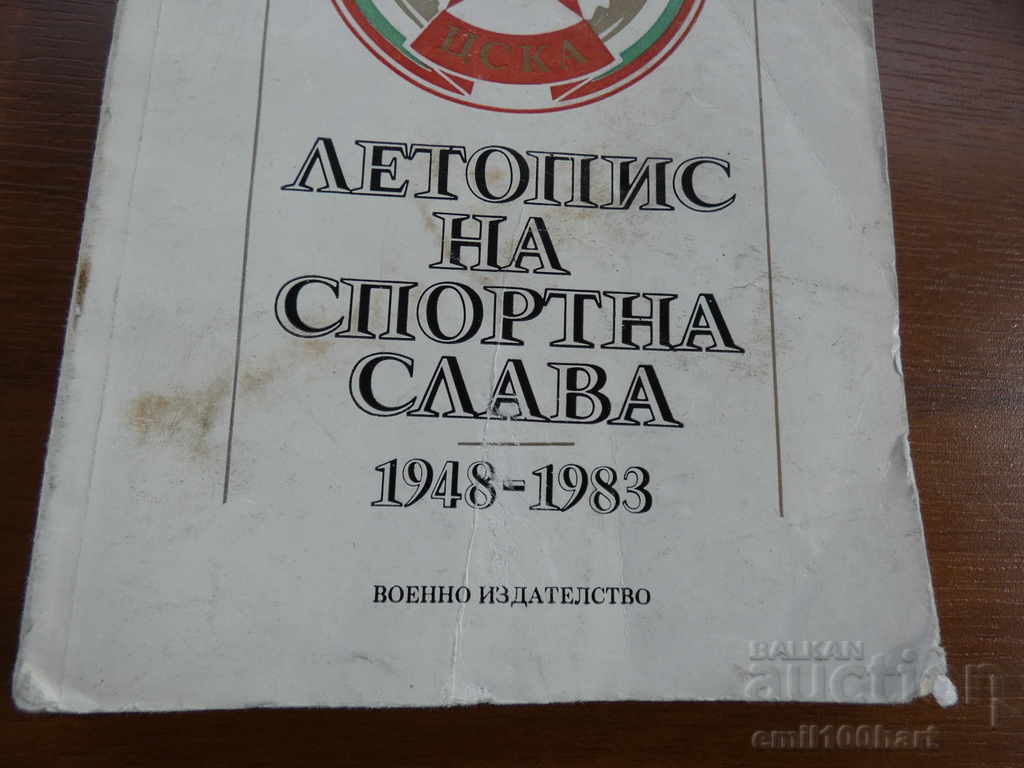 ЦСКА
ЛЕТОПИС
НА
СПОРТНА
СЛАВА
1948-1983
ВОЕННО ИЗДАТЕЛСТВО
BALKAN
auction
emil100hart